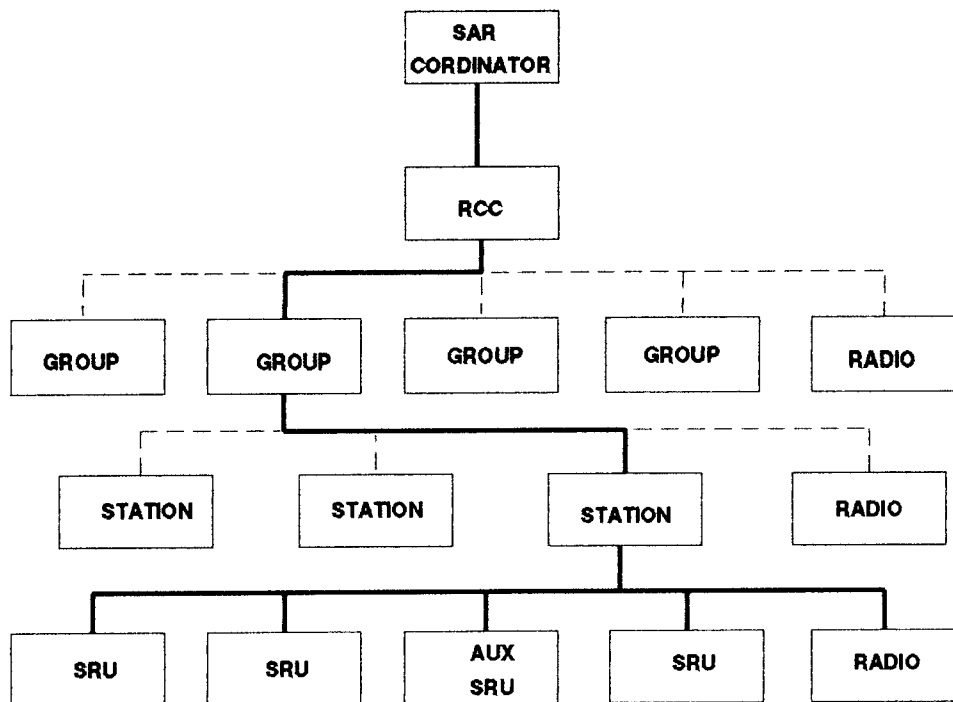 SAR
CORDINATOR
RCC
GROUP
GROUP
GROUP
GROUP
RADIO
STATION
STATION
STATION
RADIO
SRU
SRU
AUX
SRU
SRU
RADIO